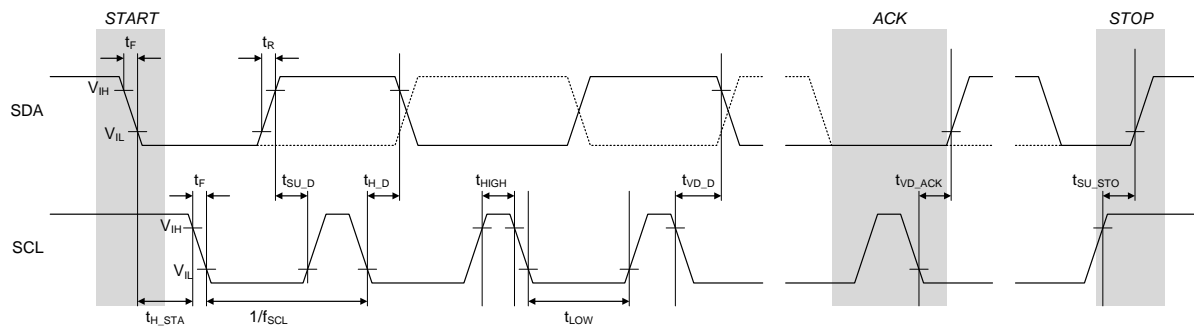 START ACK STOP
tF tR
VIH
SDA
VIL
tF tSU_D tH_D tHIGH tVD_D tVD_ACK tSU_STO
VIH
SCL
VIL
tH_STA 1/fSCL tLOW